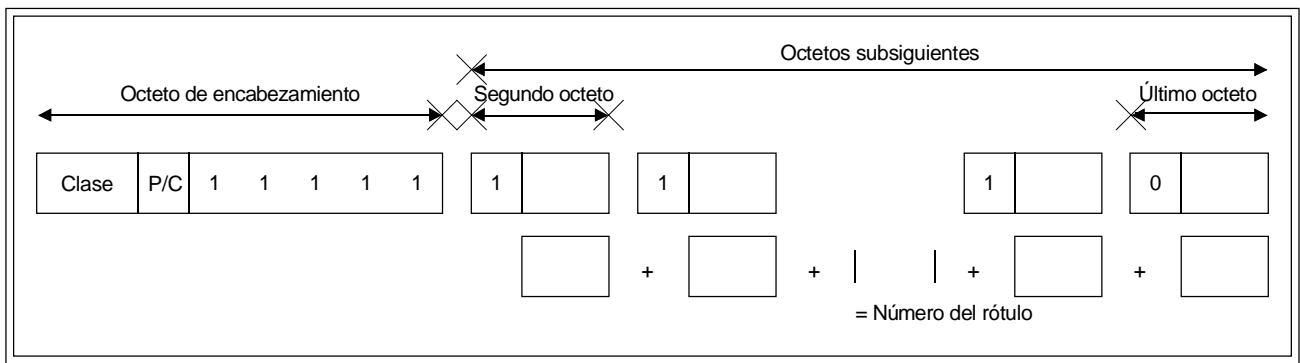 Octetos subsiguientes
Octeto de encabezamiento Segundo octeto Último octeto
Clase P/C 1 1 1 1 1 1 1 1 0
+ + + +
= Número del rótulo